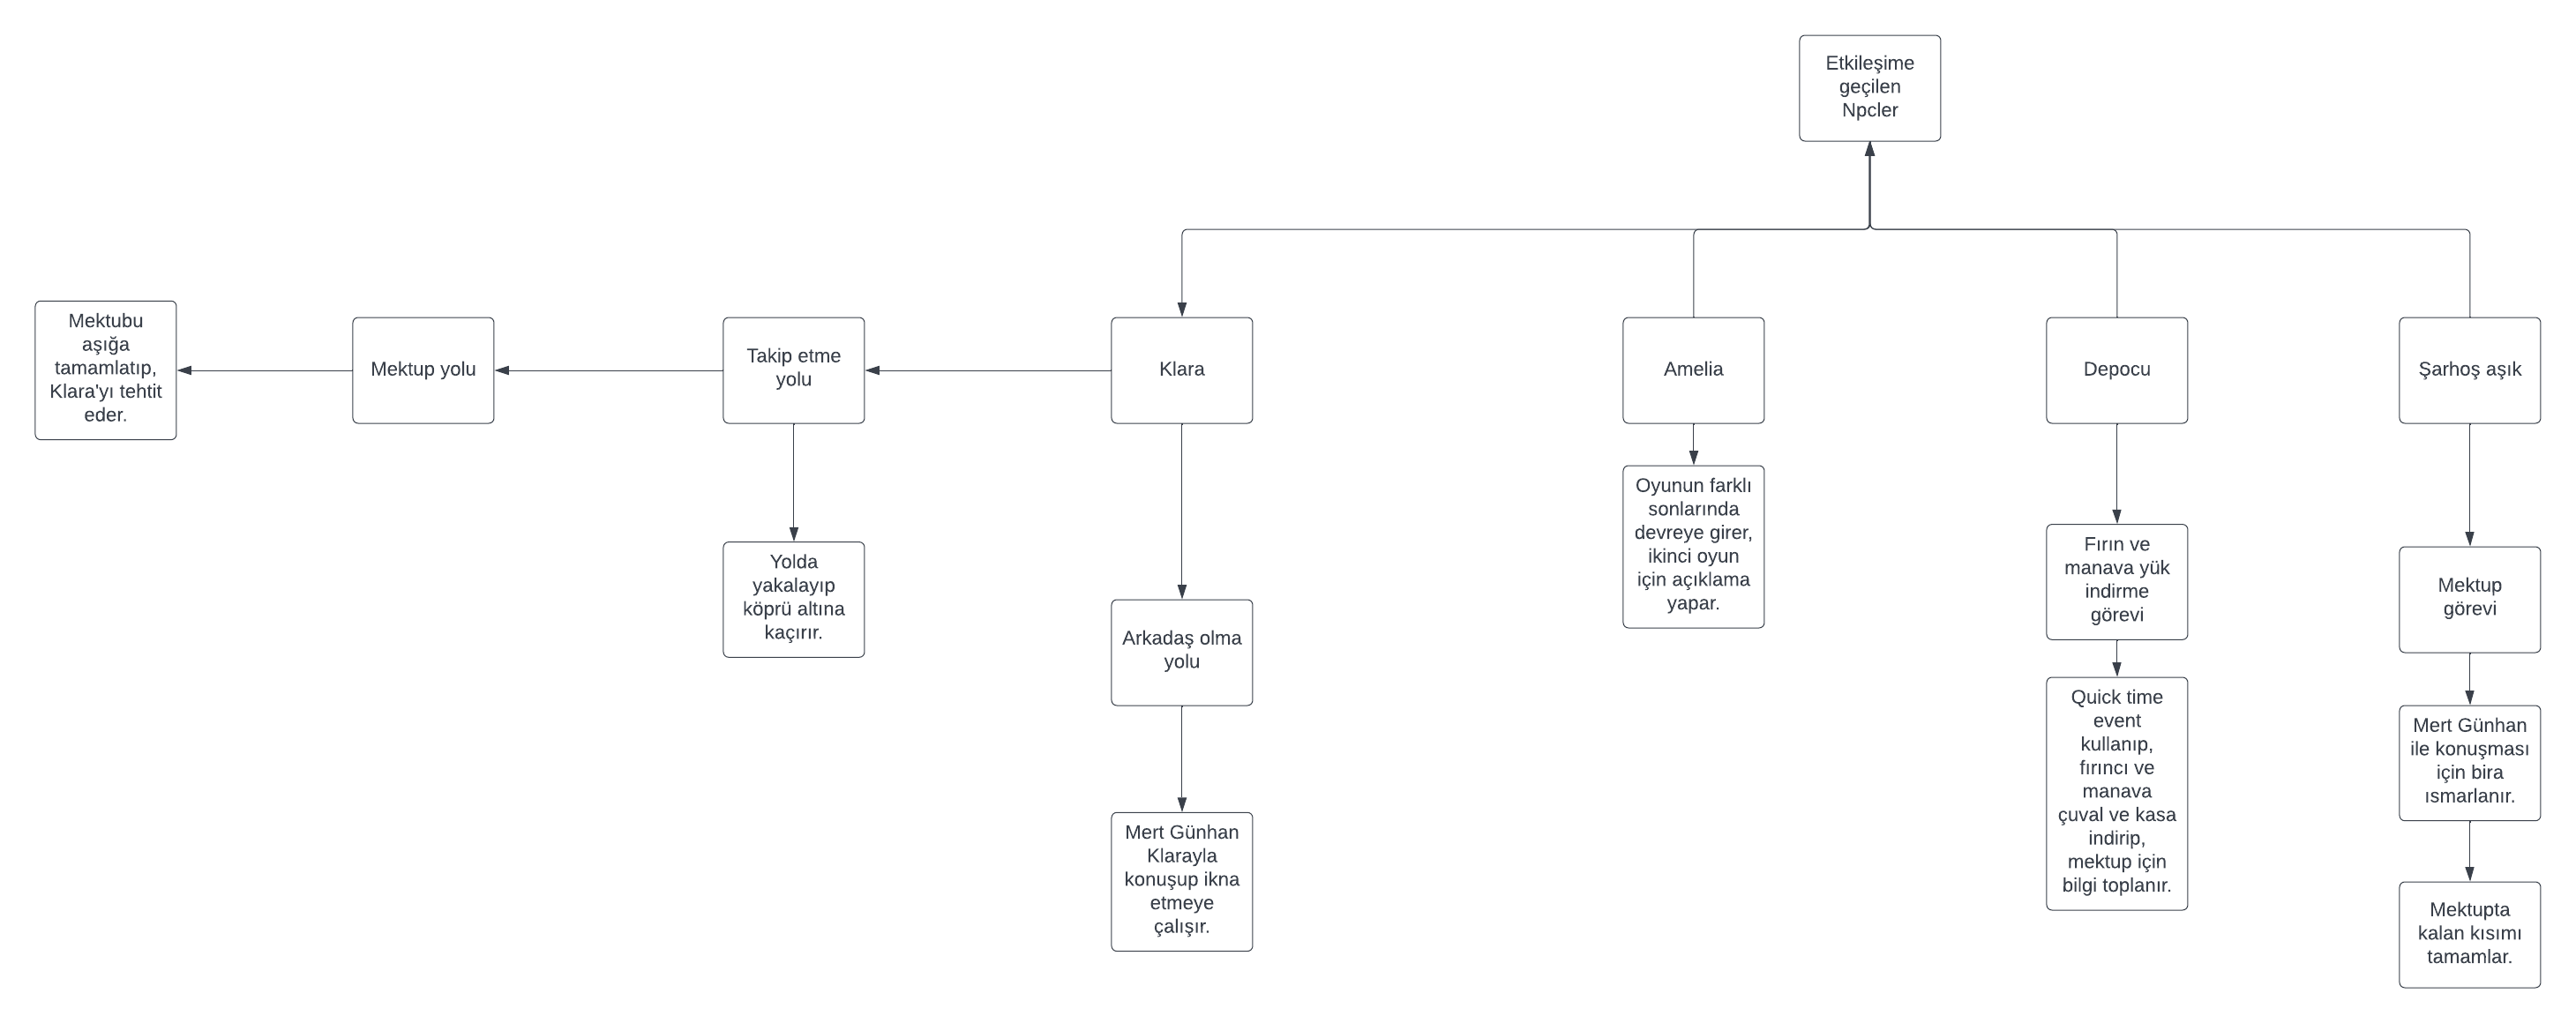 Etkileşime
geçilen
Npcler
Mektubu
aşığa
tamamlatıp,
Klara'yı tehtit
eder.
Mektup yolu
Takip etme
yolu
Klara
Amelia
Depocu
Şarhoş aşık
Yolda
yakalayıp
köprü altına
kaçırır.
Arkadaş olma
yolu
Mert Günhan
Klarayla
konuşup ikna
etmeye
çalışır.
Oyunun farklı
sonlarında
devreye girer,
ikinci oyun
için açıklama
yapar.
Fırın ve
manava yük
indirme
görevi
Quick time
event
kullanıp,
fırıncı ve
manava
çuval ve kasa
indirip,
mektup için
bilgi toplanır.
Mektup
görevi
Mert Günhan
ile konuşması
için bira
ısmarlanır.
Mektupta
kalan kısımı
tamamlar.